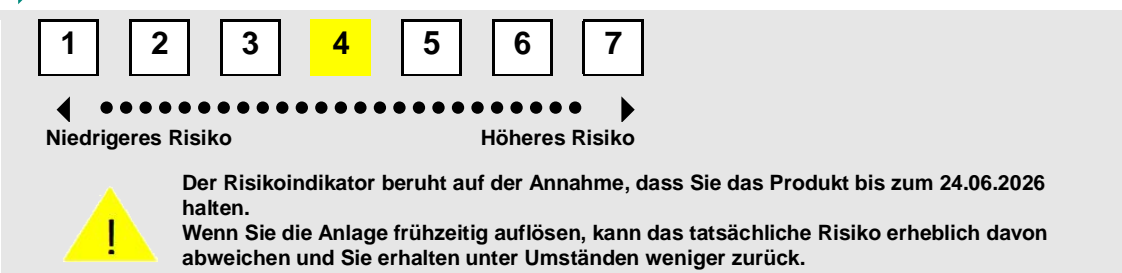 1 2 3 4 5 6 7
Niedrigeres Risiko Höheres Risiko
Der Risikoindikator beruht auf der Annahme, dass Sie das Produkt bis zum 24.06.2026
halten.
Wenn Sie die Anlage frühzeitig auflösen, kann das tatsächliche Risiko erheblich davon
abweichen und Sie erhalten unter Umständen weniger zurück.
!